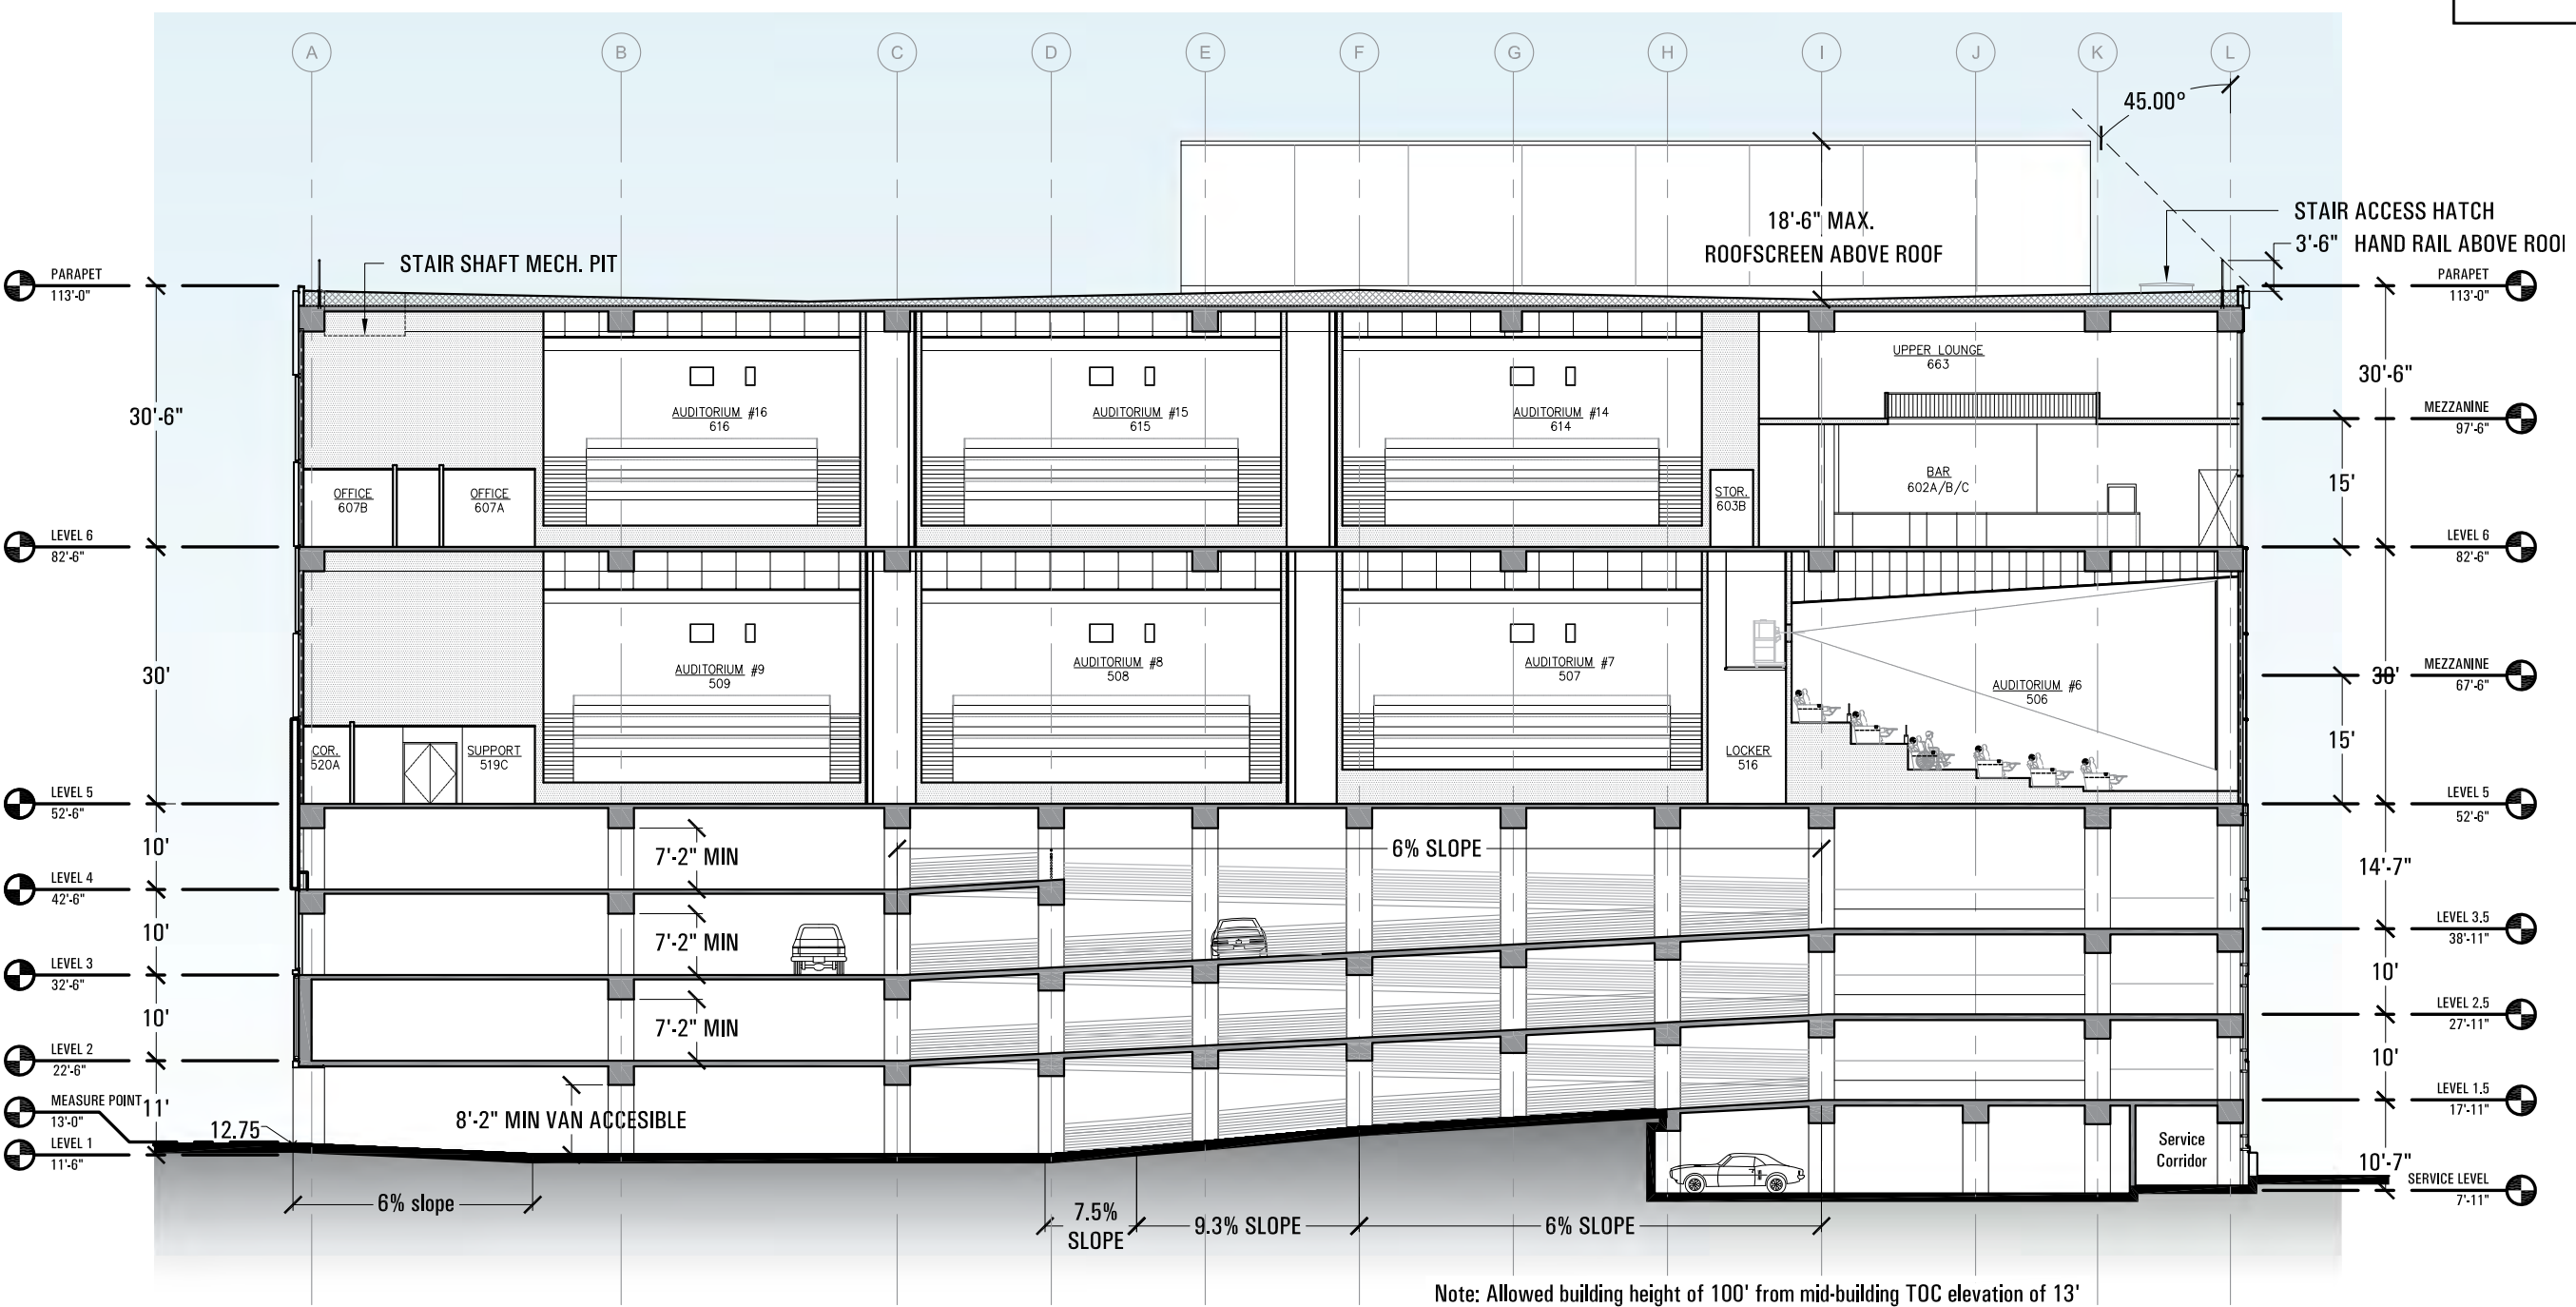 A
B
C
D
E
F
G
H
I
J
K
L
45.00°
18'-6" MAX.
ROOFSCREEN ABOVE ROOF
STAIR ACCESS HATCH
3'-6" HAND RAIL ABOVE ROOF
STAIR SHAFT MECH. PIT
PARAPET
113'-0"
30'-6"
LEVEL 6
82'-6"
30'
LEVEL 5
52'-6"
10'
LEVEL 4
42'-6"
10'
LEVEL 3
32'-6"
10'
LEVEL 2
22'-6"
MEASURE POINT
13'-0"
11'
LEVEL 1
11'-6"
12.75
AUDITORIUM #16
616
AUDITORIUM #15
615
AUDITORIUM #14
614
UPPER LOUNGE
663
OFFICE
607B
OFFICE
607A
STOR.
603B
BAR
602A/B/C
AUDITORIUM #9
509
AUDITORIUM #8
508
AUDITORIUM #7
507
AUDITORIUM #6
506
COR.
520A
SUPPORT
519C
LOCKER
516
7'-2" MIN
7'-2" MIN
7'-2" MIN
8'-2" MIN VAN ACCESIBLE
6% SLOPE
Service
Corridor
6% slope
7.5%
SLOPE
9.3% SLOPE
6% SLOPE
PARAPET
113'-0"
30'-6"
MEZZANINE
97'-6"
15'
LEVEL 6
82'-6"
30'
MEZZANINE
67'-6"
15'
LEVEL 5
52'-6"
14'-7"
LEVEL 3.5
38'-11"
10'
LEVEL 2.5
27'-11"
10'
LEVEL 1.5
17'-11"
10'-7"
SERVICE LEVEL
7'-11"
Note: Allowed building height of 100' from mid-building TOC elevation of 13'